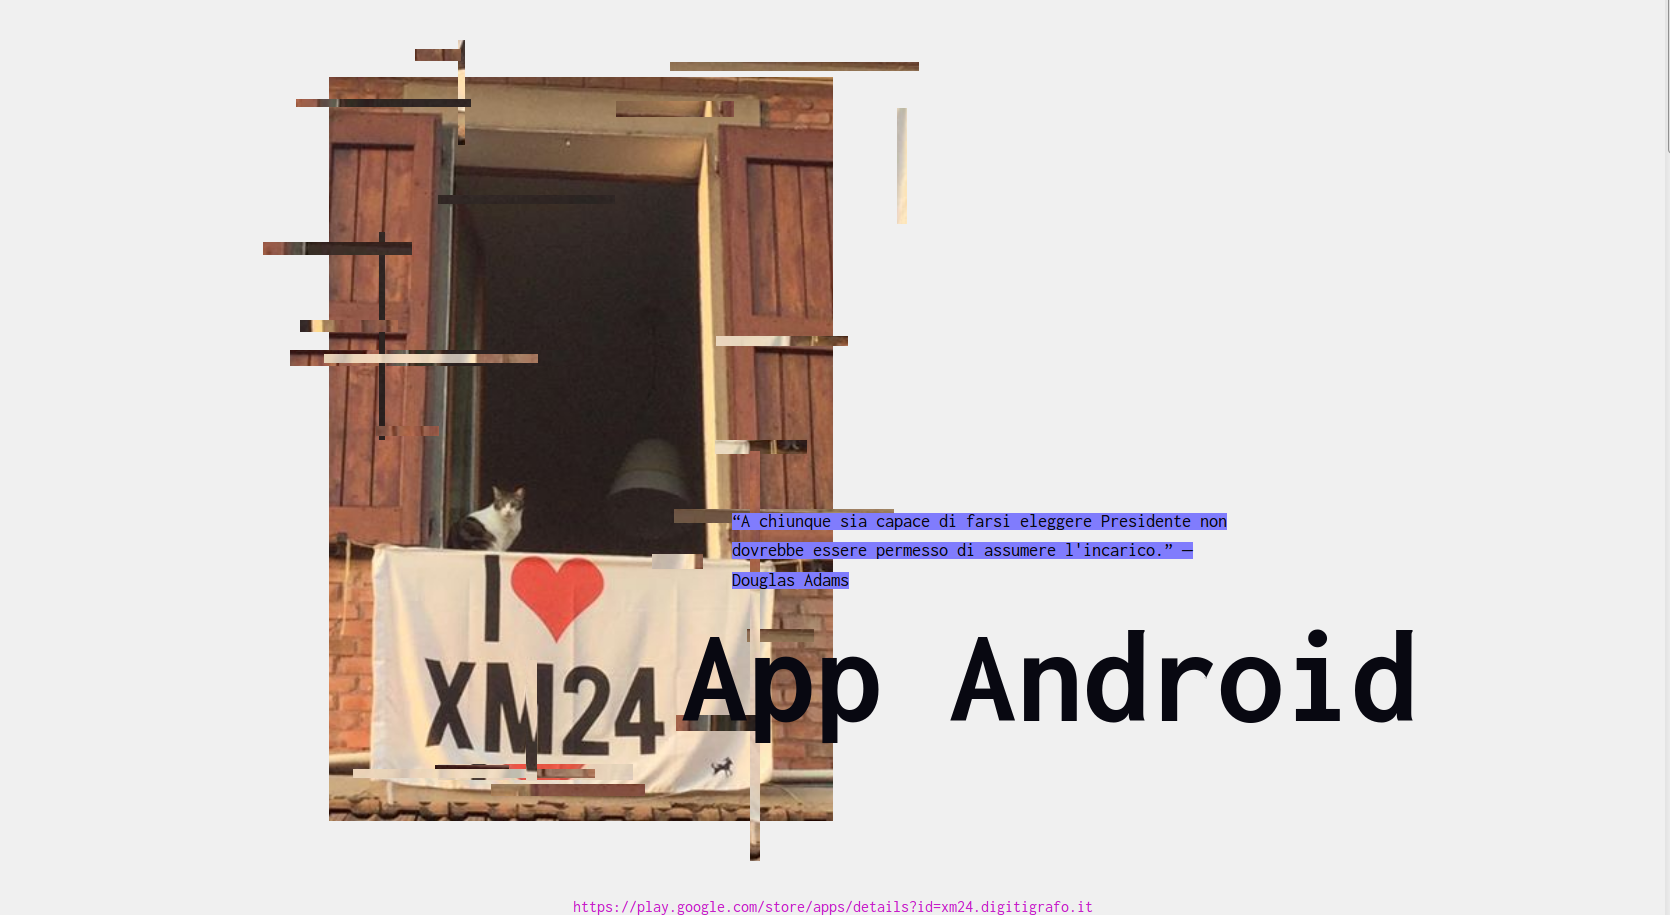 I ❤
XM24
“A chiunque sia capace di farsi eleggere Presidente non
dovrebbe essere permesso di assumere l'incarico.” —
Douglas Adams
App Android
https://play.google.com/store/apps/details?id=xm24.digitigrafo.it